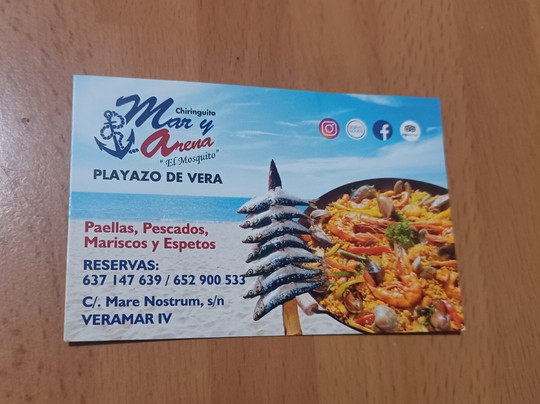 Chiringuito
Mar y
Arena
"El Mosquito"
PLAYAZO DE VERA
Paellas, Pescados,
Mariscos y Espetos
RESERVAS:
637 147 639 / 652 900 533
C/. Mare Nostrum, s/n
VERAMAR IV